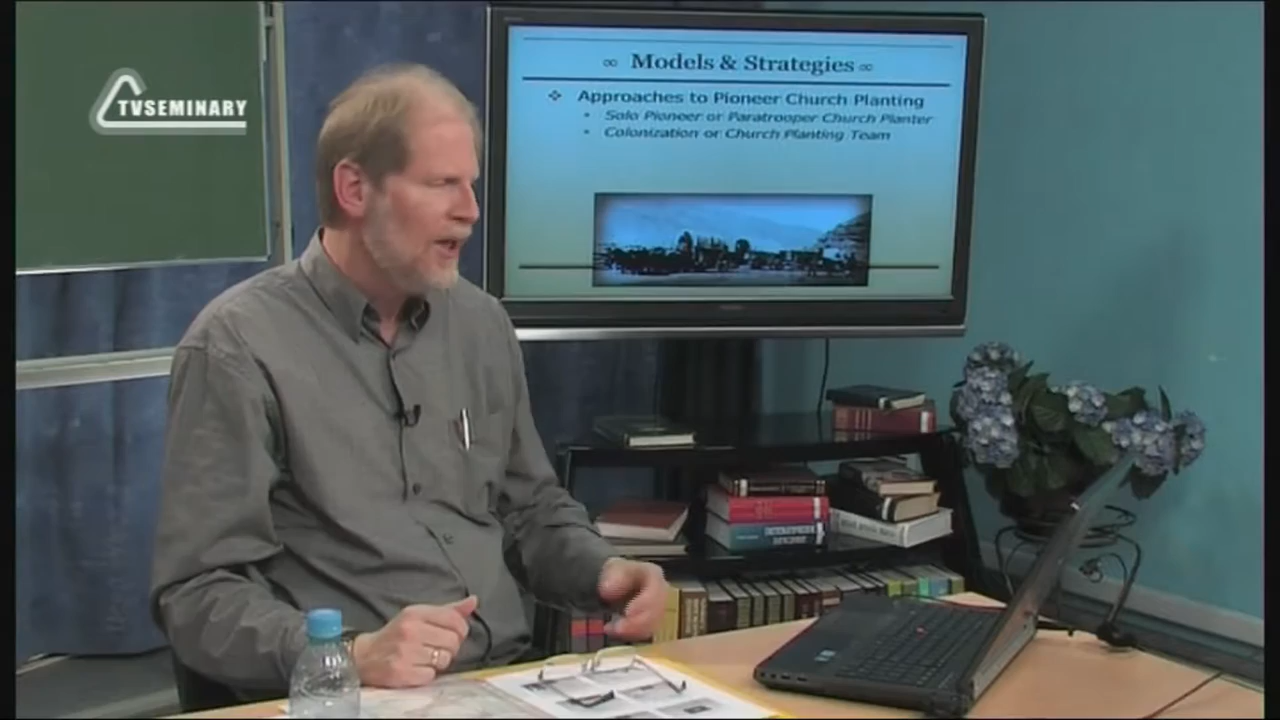 TVSEMINARY
∞ Models & Strategies ∞
❖ Approaches to Pioneer Church Planting
• Solo Pioneer or Paratrooper Church Planter
• Colonization or Church Planting Team